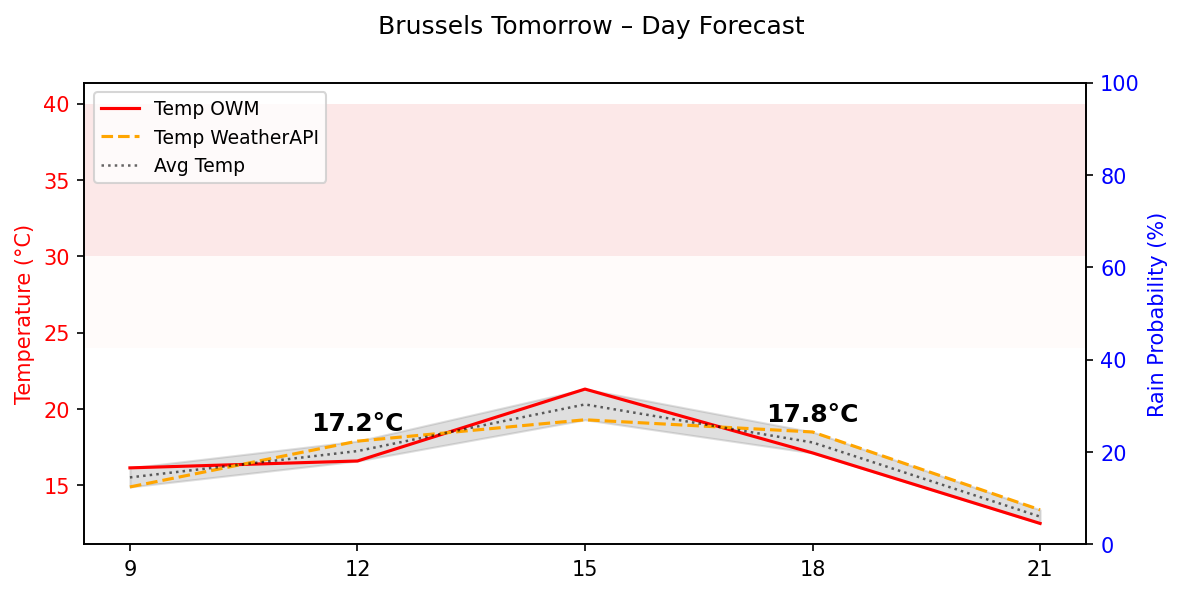 Brussels Tomorrow – Day Forecast
Temp OWM
Temp WeatherAPI
Avg Temp
Temperature (°C)
40
35
30
25
20
15
17.2°C
17.8°C
100
80
60
40
20
0
Rain Probability (%)
9 12 15 18 21